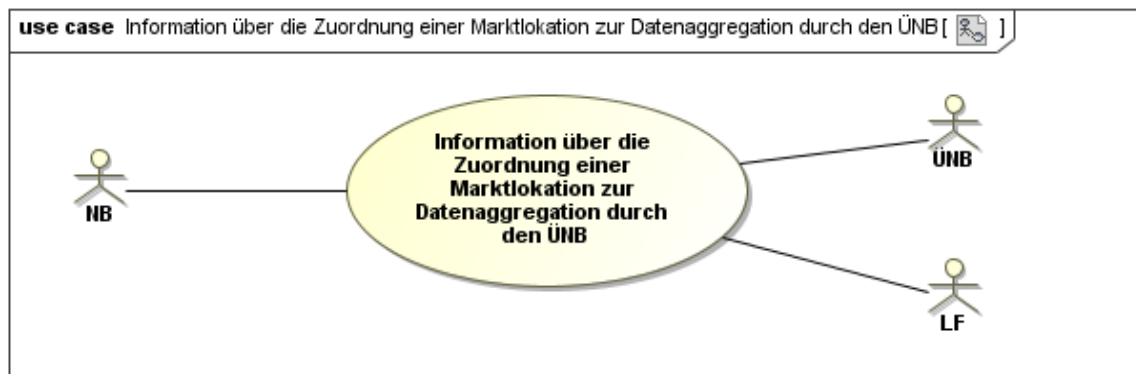 use case Information über die Zuordnung einer Marktlokation zur Datenaggregation durch den ÜNB [ ]
Information über die
Zuordnung einer
Marktlokation zur
Datenaggregation durch
den ÜNB
NB
ÜNB
LF